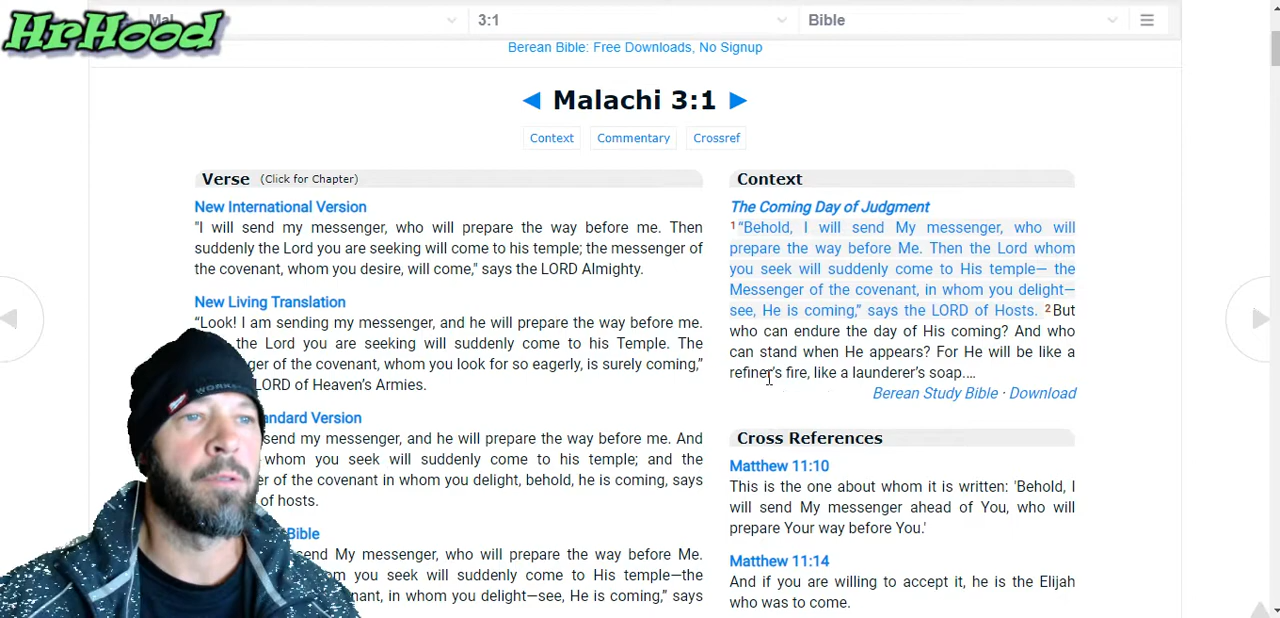 HrHood
Mal
3:1
Bible
Berean Bible: Free Downloads, No Signup
Malachi 3:1
Context
Commentary
Crossref
Verse (Click for Chapter)
New International Version
"I will send my messenger, who will prepare the way before me. Then
suddenly the Lord you are seeking will come to his temple; the messenger of
the covenant, whom you desire, will come," says the LORD Almighty.
New Living Translation
“Look! I am sending my messenger, and he will prepare the way before me.
the Lord you are seeking will suddenly come to his Temple. The
ger of the covenant, whom you look for so eagerly, is surely coming,”
LORD of Heaven’s Armies.
andard Version
send my messenger, and he will prepare the way before me. And
whom you seek will suddenly come to his temple; and the
er of the covenant in whom you delight, behold, he is coming, says
of hosts.
Bible
end My messenger, who will prepare the way before Me.
m you seek will suddenly come to His temple—the
nant, in whom you delight—see, He is coming,” says
Context
The Coming Day of Judgment
1“Behold, I will send My messenger, who will
prepare the way before Me. Then the Lord whom
you seek will suddenly come to His temple— the
Messenger of the covenant, in whom you delight—
see, He is coming,” says the LORD of Hosts. 2But
who can endure the day of His coming? And who
can stand when He appears? For He will be like a
refiner’s fire, like a launderer’s soap.…
Berean Study Bible · Download
Cross References
Matthew 11:10
This is the one about whom it is written: 'Behold, I
will send My messenger ahead of You, who will
prepare Your way before You.'
Matthew 11:14
And if you are willing to accept it, he is the Elijah
who was to come.